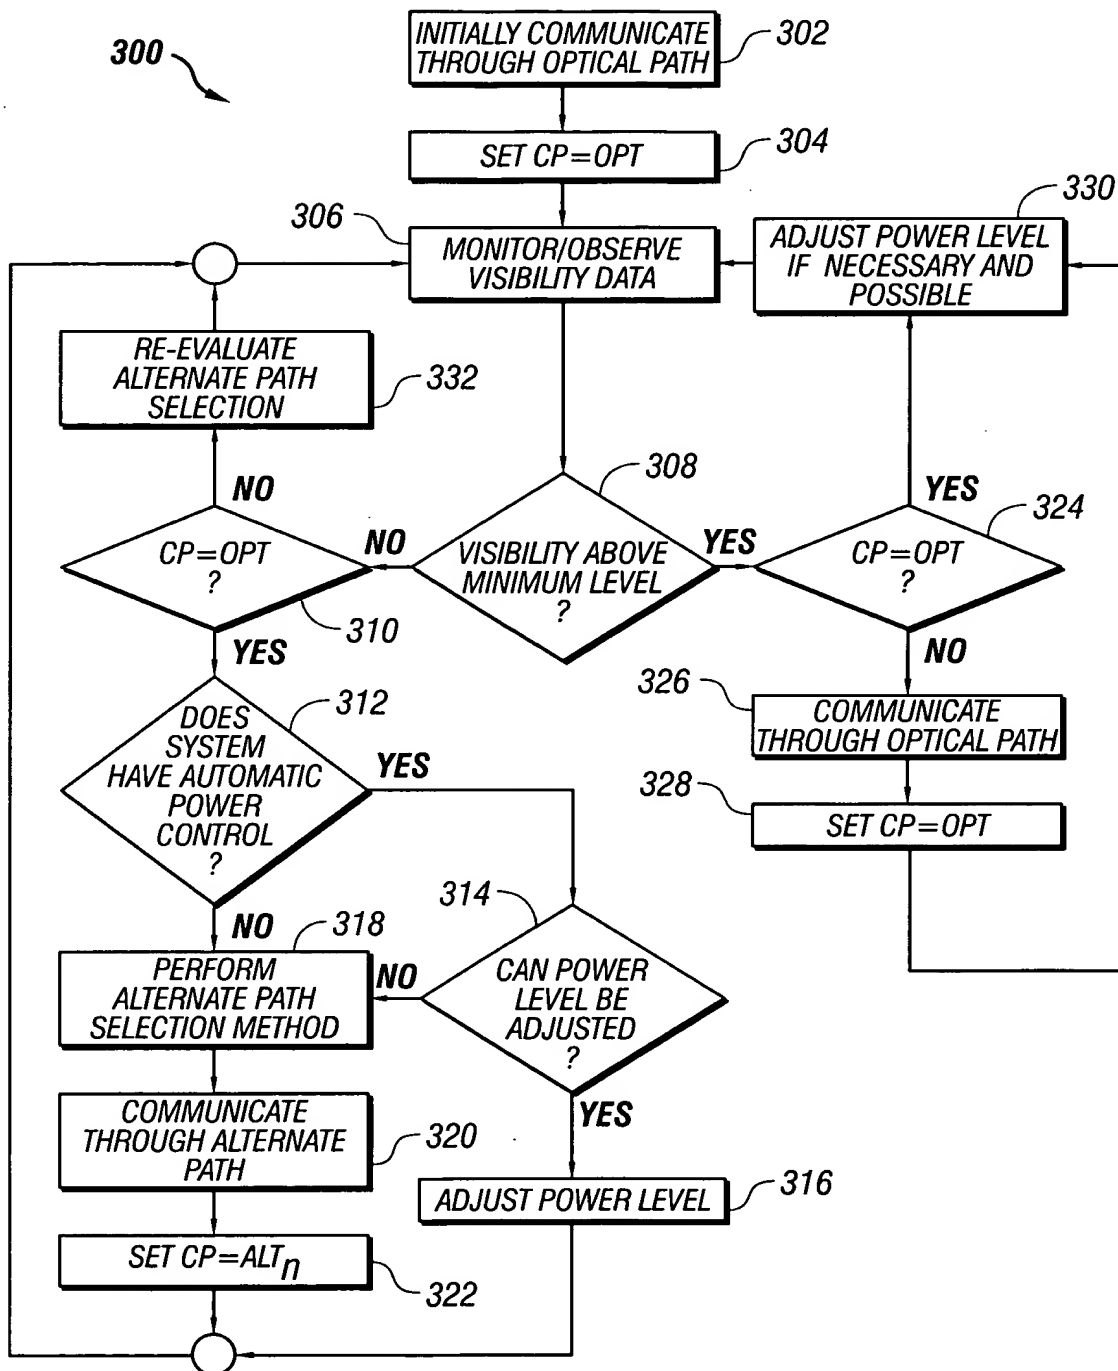 300
INITIALLY COMMUNICATE
THROUGH OPTICAL PATH
302
SET CP=OPT
304
306
MONITOR/OBSERVE
VISIBILITY DATA
330
ADJUST POWER LEVEL
IF NECESSARY AND
POSSIBLE
RE-EVALUATE
ALTERNATE PATH
SELECTION
332
308
NO
YES
324
CP=OPT
?
NO
VISIBILITY ABOVE
MINIMUM LEVEL
?
YES
CP=OPT
?
310
YES
NO
312
DOES
SYSTEM
HAVE AUTOMATIC
POWER
CONTROL
?
YES
326
COMMUNICATE
THROUGH OPTICAL PATH
328
SET CP=OPT
314
NO
318
PERFORM
ALTERNATE PATH
SELECTION METHOD
NO
CAN POWER
LEVEL BE
ADJUSTED
?
COMMUNICATE
THROUGH ALTERNATE
PATH
320
YES
ADJUST POWER LEVEL
316
SET CP=ALTn
322